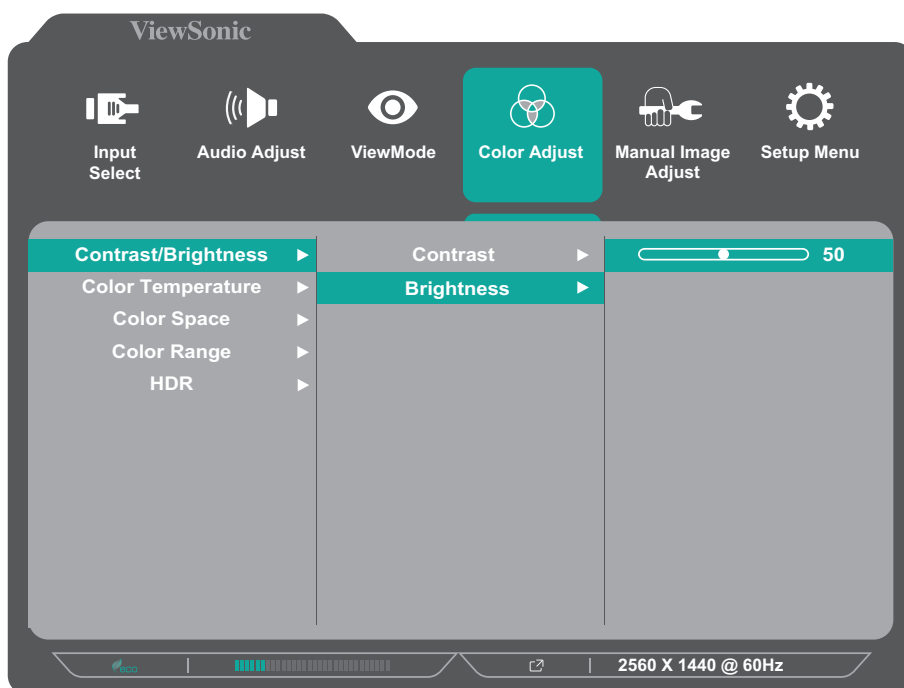 ViewSonic
Input
Select
Audio Adjust
ViewMode
Color Adjust
Manual Image
Adjust
Setup Menu
Contrast/Brightness
Contrast
50
Color Temperature
Brightness
Color Space
Color Range
HDR
eco
2560 X 1440 @ 60Hz